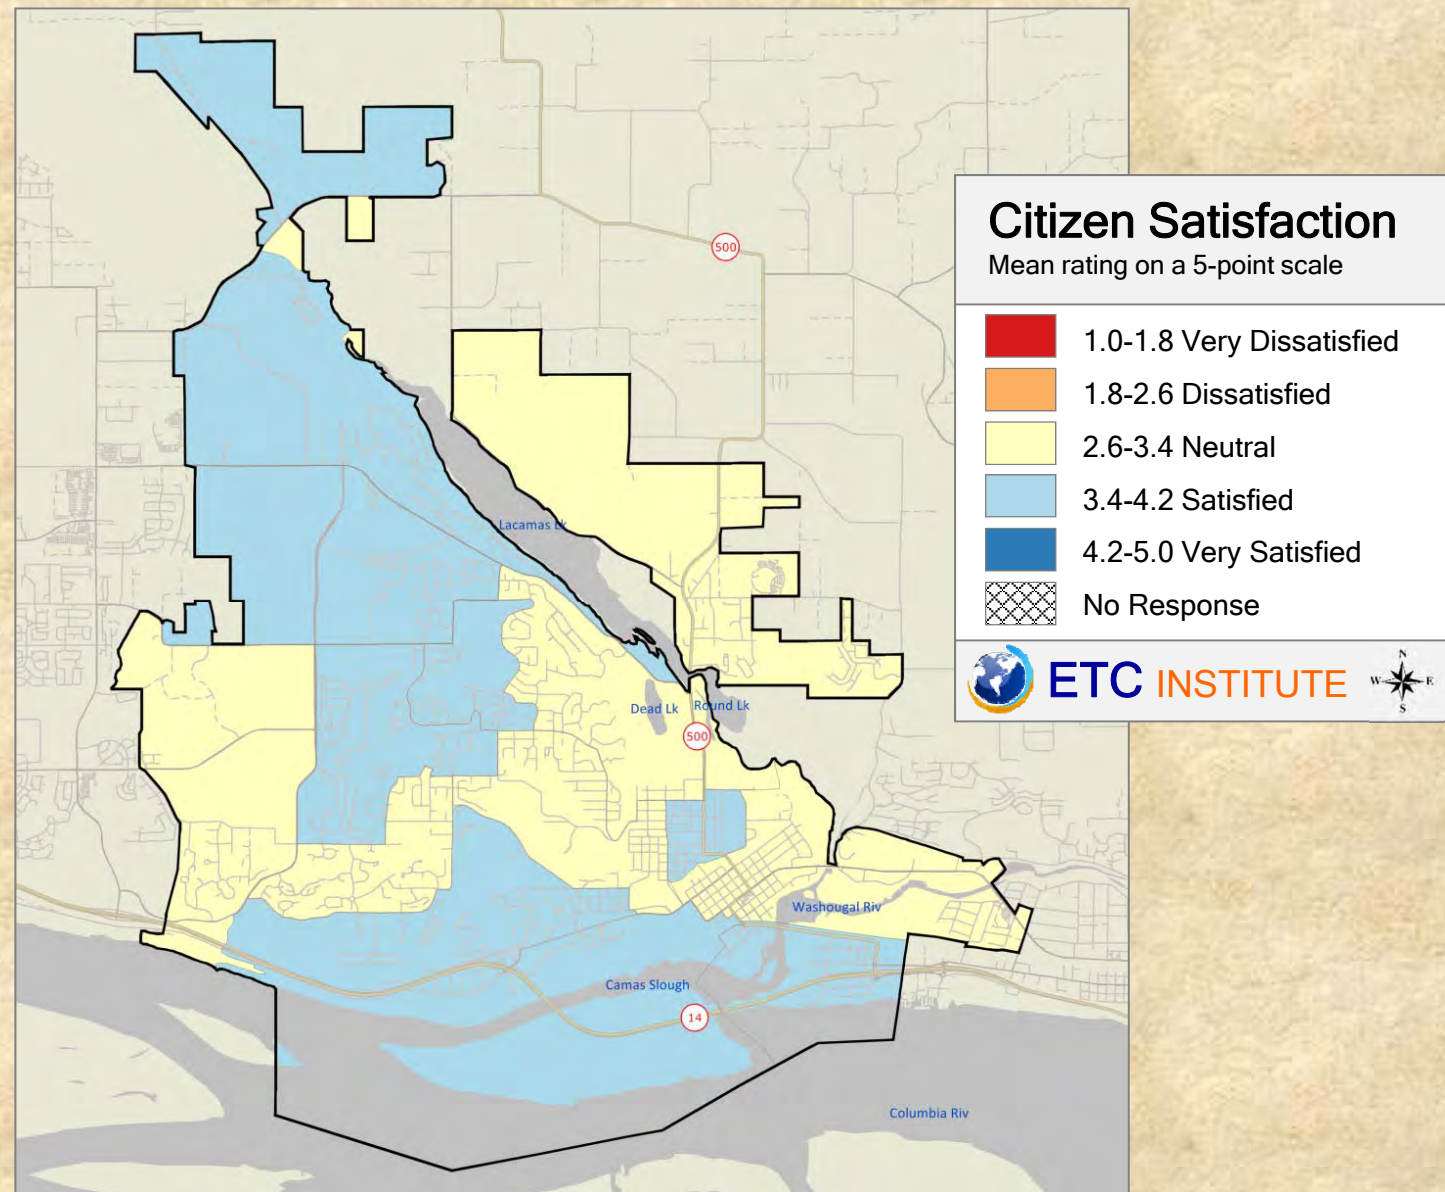 Citizen Satisfaction
Mean rating on a 5-point scale
1.0-1.8 Very Dissatisfied
1.8-2.6 Dissatisfied
2.6-3.4 Neutral
3.4-4.2 Satisfied
4.2-5.0 Very Satisfied
No Response
ETC INSTITUTE
N
W E
S
500
Lacamas Lk
Dead Lk
Round Lk
500
Washougal Riv
Camas Slough
14
Columbia Riv